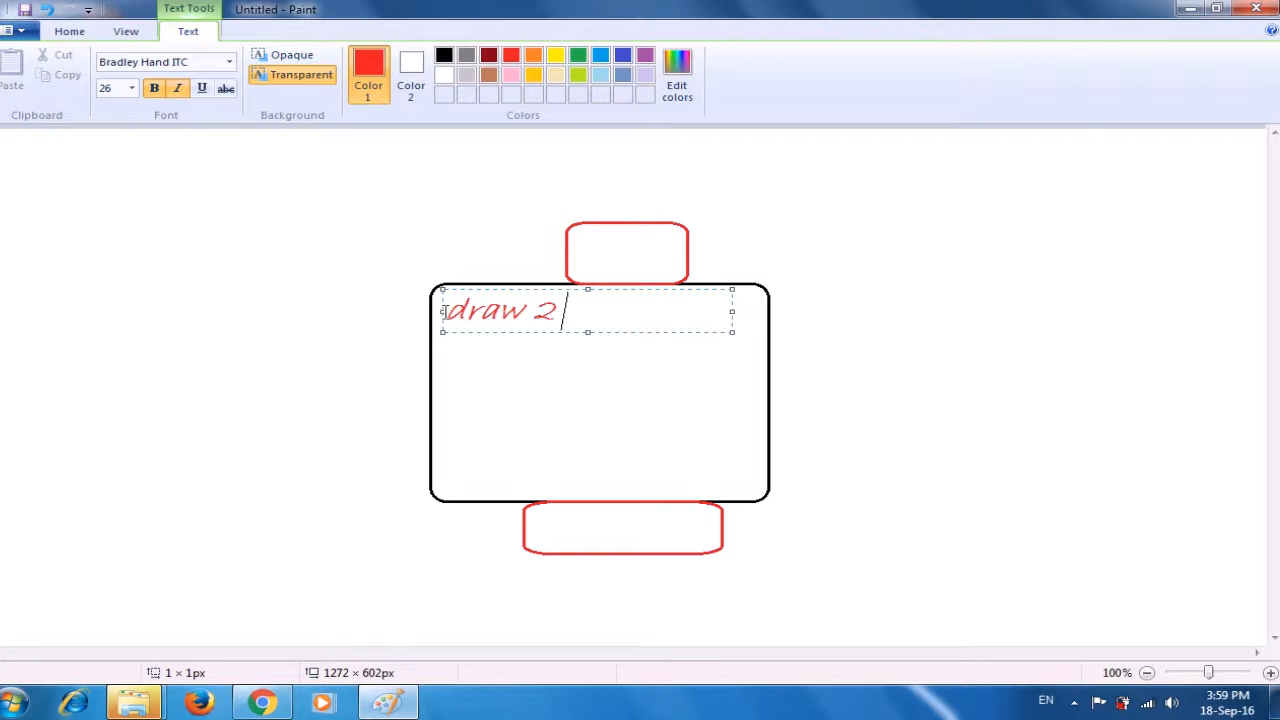 Text Tools
Untitled - Paint
Home
View
Text
Paste
Cut
Copy
Clipboard
Bradley Hand ITC
26
B
I
U
abc
Font
Opaque
Transparent
Background
Color 1
Color 2
Edit colors
Colors
draw 2
1 × 1px
1272 × 602px
100%
EN
3:59 PM
18-Sep-16